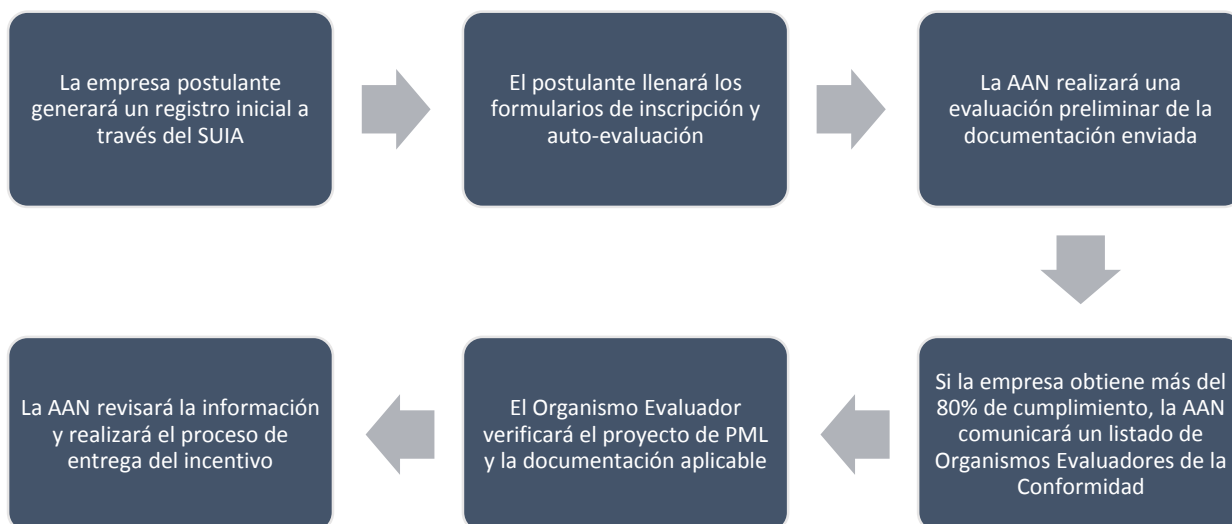 La empresa postulante
generará un registro inicial a
través del SUIA
El postulante llenará los
formularios de inscripción y
auto-evaluación
La AAN realizará una
evaluación preliminar de la
documentación enviada
Si la empresa obtiene más del
80% de cumplimiento, la AAN
comunicará un listado de
Organismos Evaluadores de la
Conformidad
El Organismo Evaluador
verificará el proyecto de PML
y la documentación aplicable
La AAN revisará la información
y realizará el proceso de
entrega del incentivo